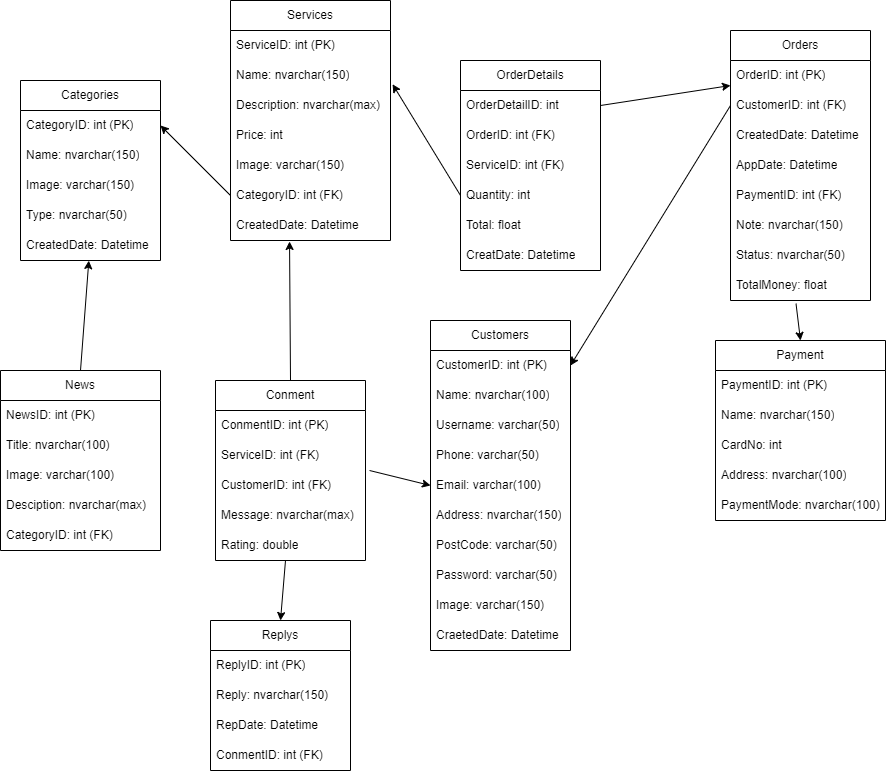 Services
ServiceID: int (PK)
Name: nvarchar(150)
Description: nvarchar(max)
Price: int
Image: varchar(150)
CategoryID: int (FK)
CreatedDate: Datetime
Orders
OrderID: int (PK)
CustomerID: int (FK)
CreatedDate: Datetime
AppDate: Datetime
PaymentID: int (FK)
Note: nvarchar(150)
Status: nvarchar(50)
TotalMoney: float
OrderDetails
OrderDetailID: int
OrderID: int (FK)
ServiceID: int (FK)
Quantity: int
Total: float
CreatDate: Datetime
Categories
CategoryID: int (PK)
Name: nvarchar(150)
Image: varchar(150)
Type: nvarchar(50)
CreatedDate: Datetime
Customers
CustomerID: int (PK)
Name: nvarchar(100)
Username: varchar(50)
Phone: varchar(50)
Email: varchar(100)
Address: nvarchar(150)
PostCode: varchar(50)
Password: varchar(50)
Image: varchar(150)
CraetedDate: Datetime
Payment
PaymentID: int (PK)
Name: nvarchar(150)
CardNo: int
Address: nvarchar(100)
PaymentMode: nvarchar(100)
News
NewsID: int (PK)
Title: nvarchar(100)
Image: varchar(100)
Desciption: nvarchar(max)
CategoryID: int (FK)
Conment
ConmentID: int (PK)
ServiceID: int (FK)
CustomerID: int (FK)
Message: nvarchar(max)
Rating: double
Replys
ReplyID: int (PK)
Reply: nvarchar(150)
RepDate: Datetime
ConmentID: int (FK)